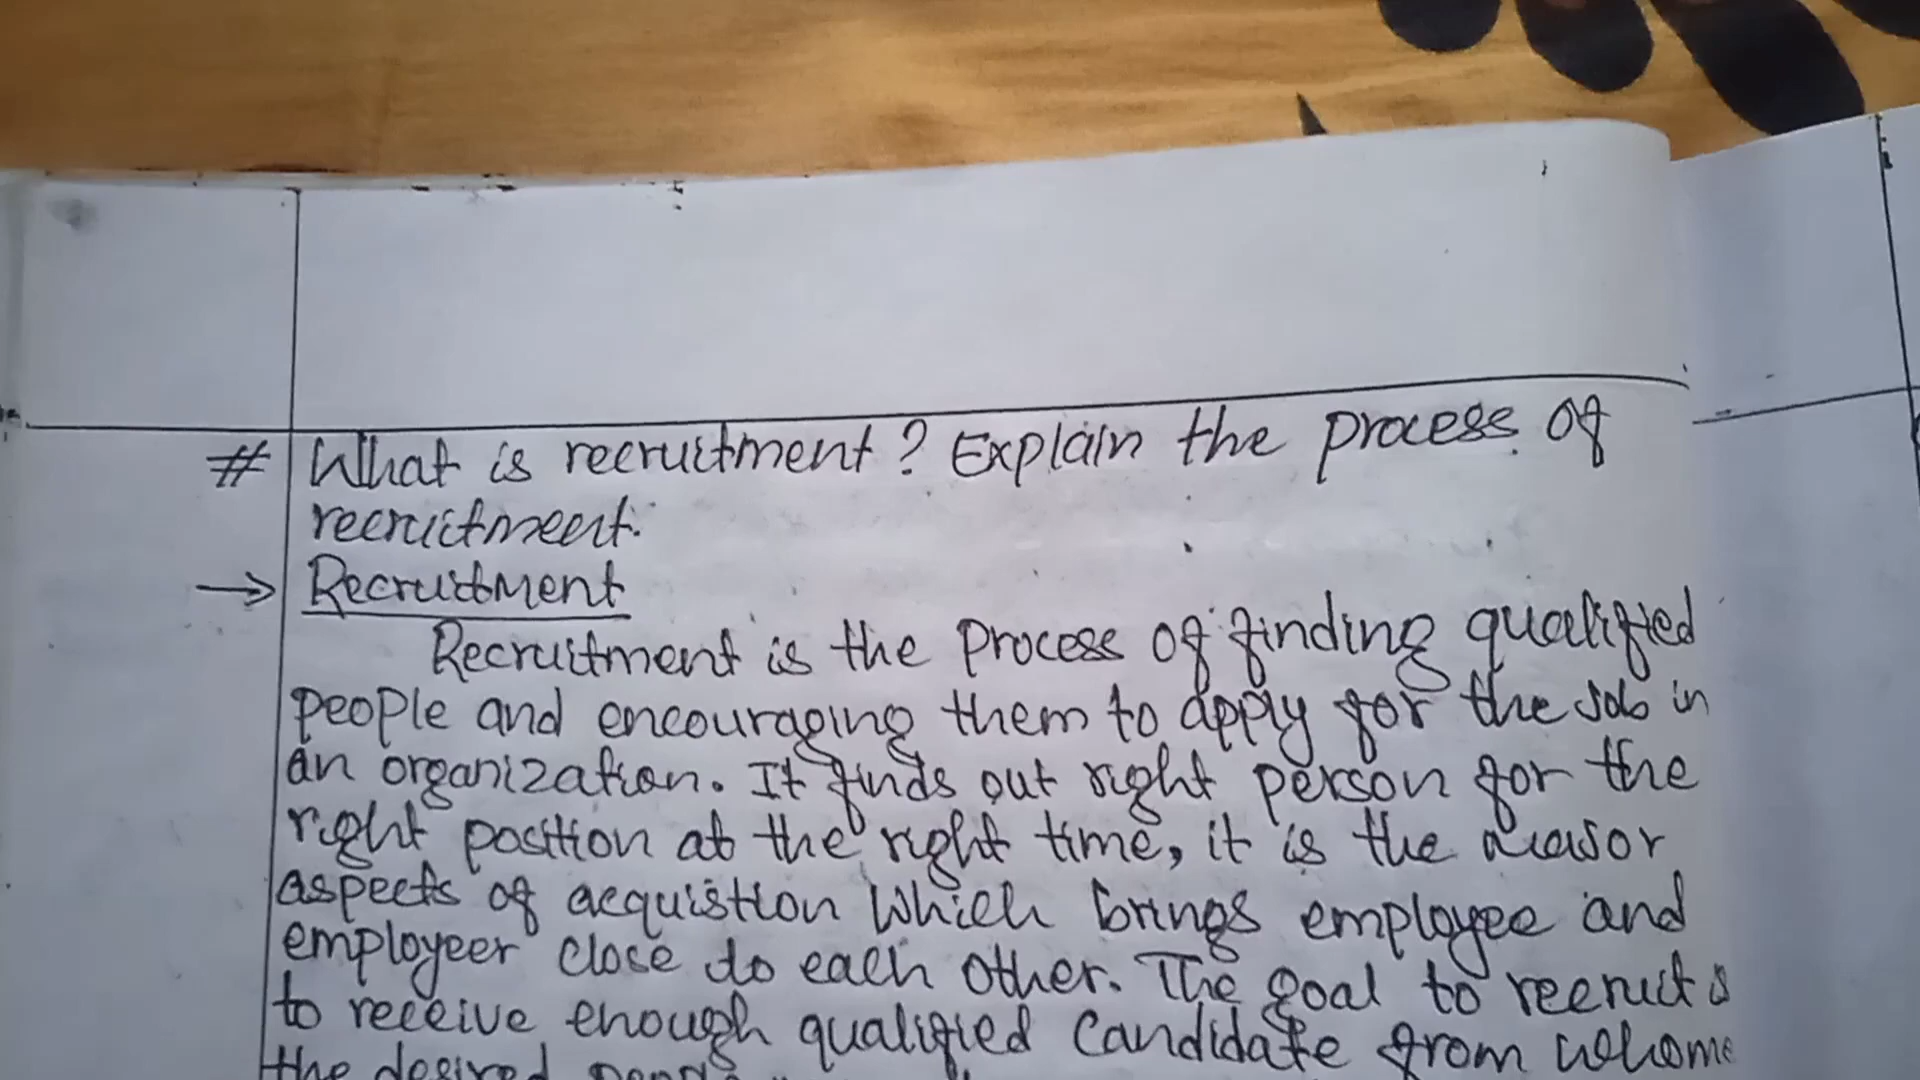 # What is recruitment? Explain the process of
recruitment.
→ Recruitment
Recruitment is the process of finding qualified
people and encouraging them to apply for the job in
an organization. It finds out right person for the
right position at the right time, it is the
aspects of acquistion which brings employee and
employeer close to each other. The goal to recruit is
to receive enough qualified candidate from whome
the desired